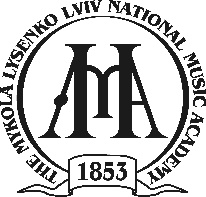 THE MYKOLA LYSENKO LVIV NATIONAL MUSIC ACADEMY
1853